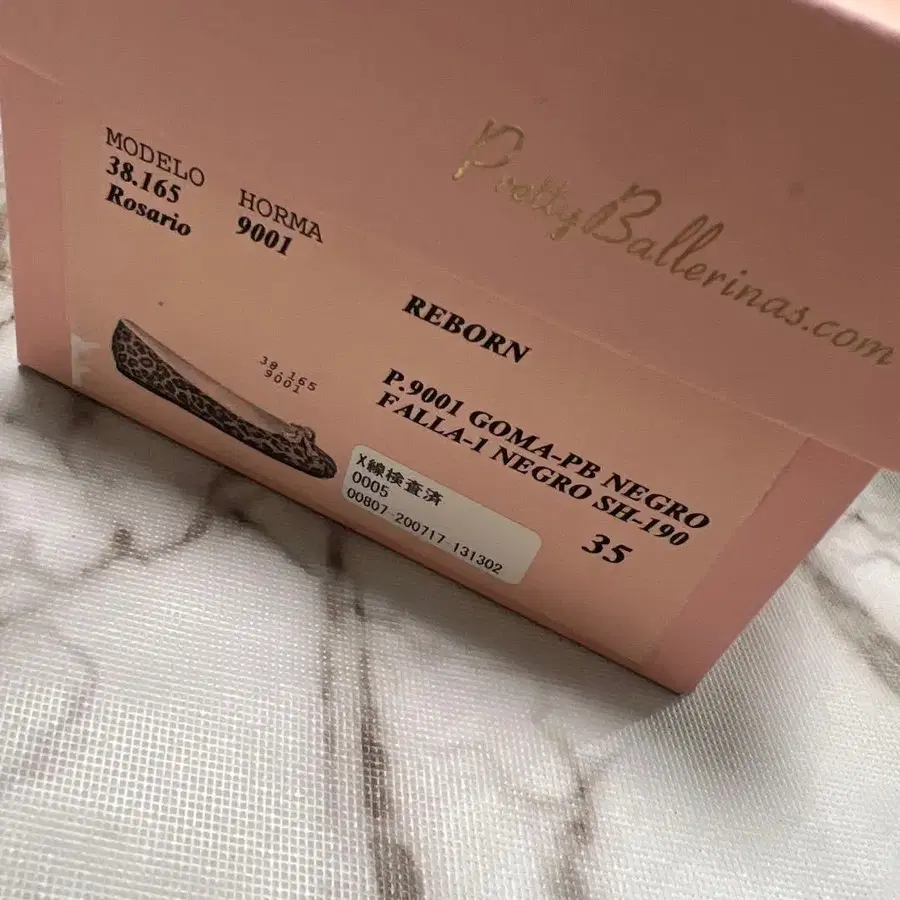 PrettyBallerinas.com
MODELO
38.165
Rosario
HORMA
9001
REBORN
38.165
9001
P.9001 GOMA-PB NEGRO
FALLA-1 NEGRO SH-190
35
X線検査済
0005
00807-200717-131302